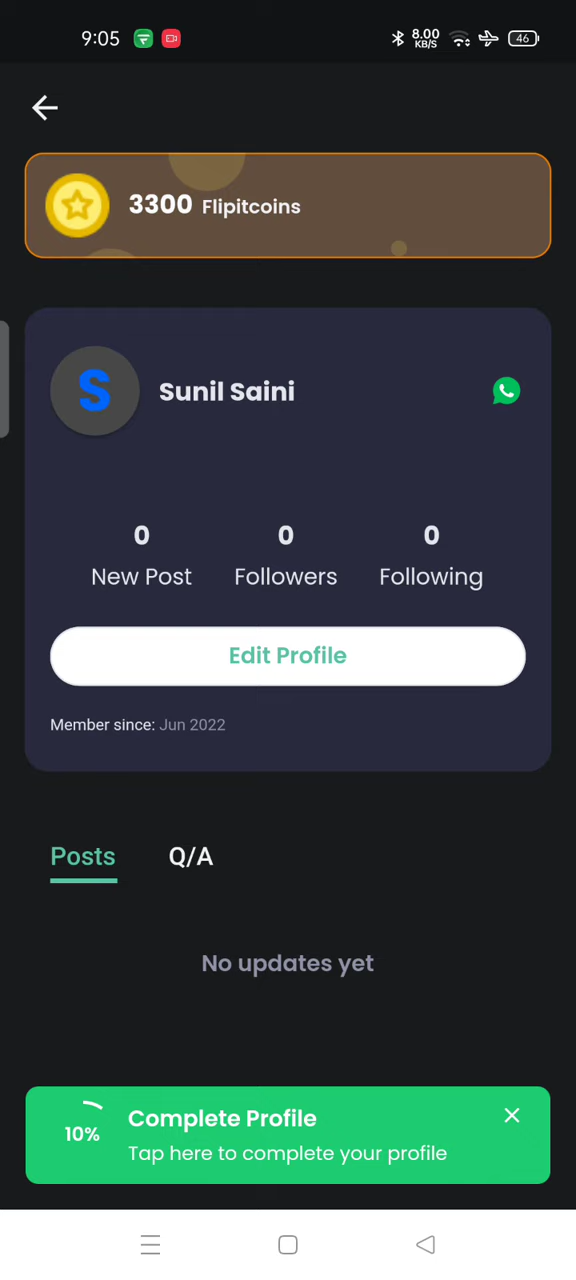 9:05
8.00
KB/S
46
3300 Flipitcoins
S
Sunil Saini
0 0 0
New Post Followers Following
Edit Profile
Member since: Jun 2022
Posts Q/A
No updates yet
10%
Complete Profile
Tap here to complete your profile